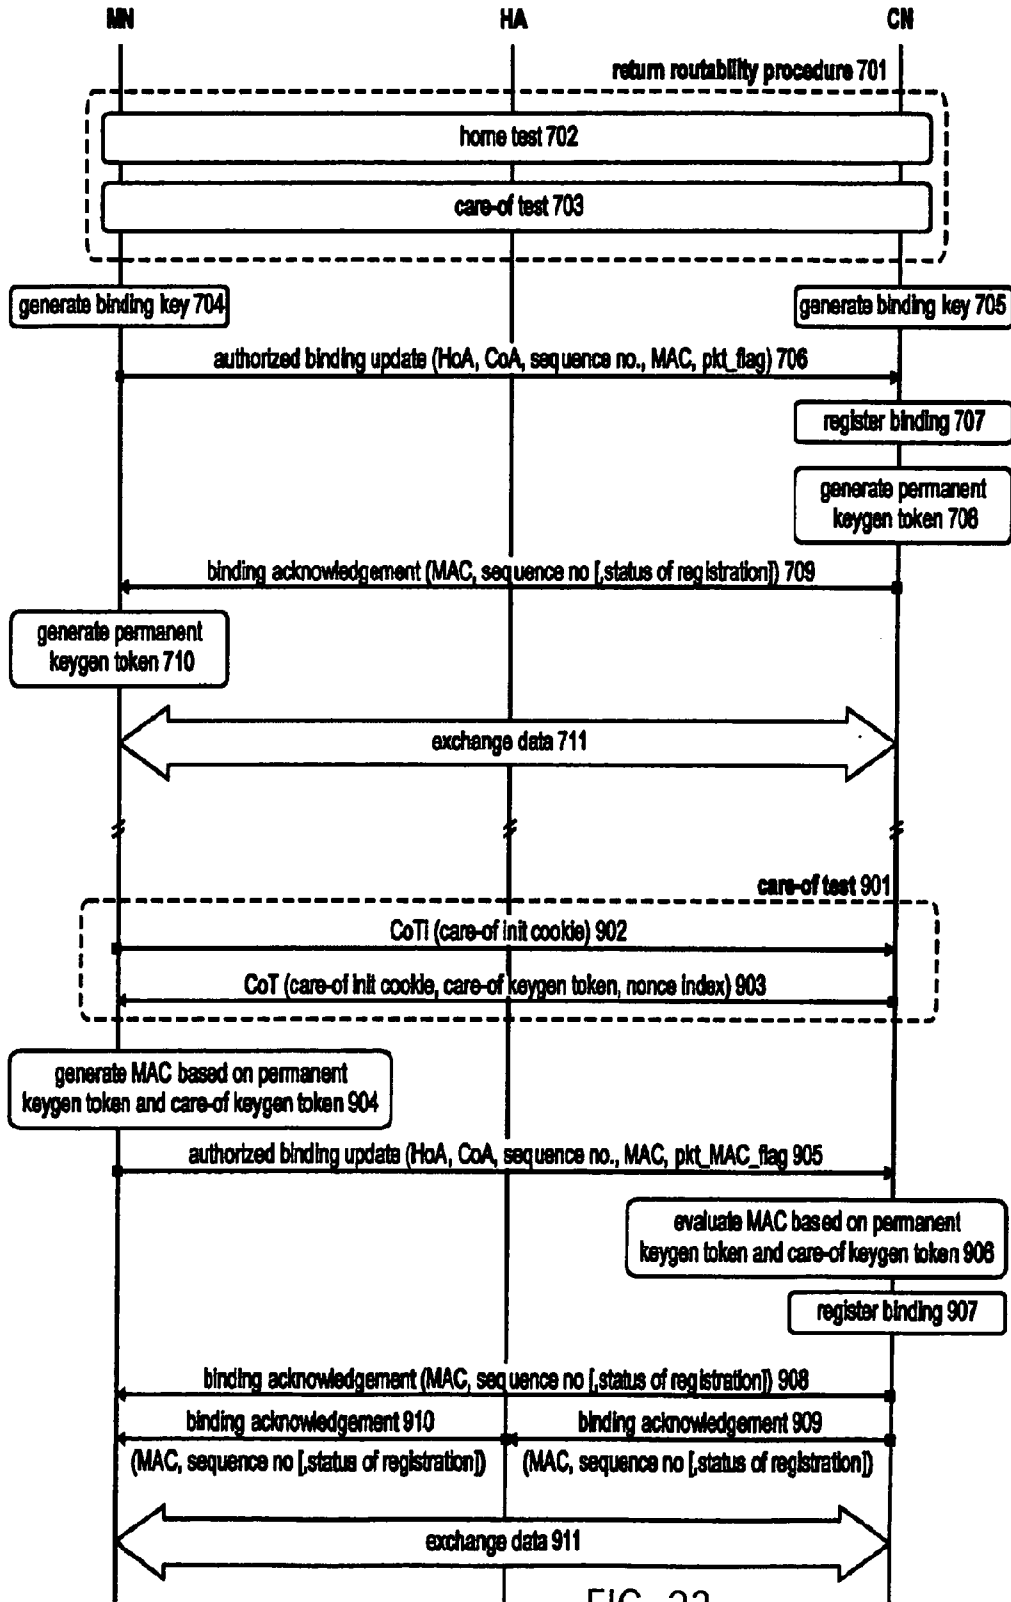 MN HA CN
return routability procedure 701
home test 702
care-of test 703
generate binding key 704
generate binding key 705
authorized binding update (HoA, CoA, sequence no., MAC, pkt_flag) 706
register binding 707
generate permanent
keygen token 708
binding acknowledgement (MAC, sequence no [,status of registration]) 709
generate permanent
keygen token 710
exchange data 711
care-of test 901
CoTI (care-of init cookie) 902
CoT (care-of init cookie, care-of keygen token, nonce index) 903
generate MAC based on permanent
keygen token and care-of keygen token 904
authorized binding update (HoA, CoA, sequence no., MAC, pkt_MAC_flag 905
evaluate MAC based on permanent
keygen token and care-of keygen token 906
register binding 907
binding acknowledgement (MAC, sequence no [,status of registration]) 908
binding acknowledgement 910
(MAC, sequence no [,status of registration])
binding acknowledgement 909
(MAC, sequence no [,status of registration])
exchange data 911